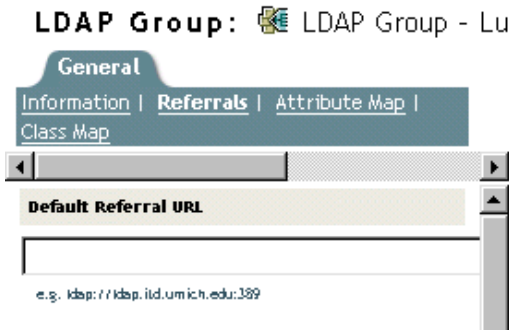 LDAP Group: LDAP Group - Lu
General
Information | Referrals | Attribute Map |
Class Map
Default Referral URL
e.g. ldap://ldap.itd.umich.edu:389